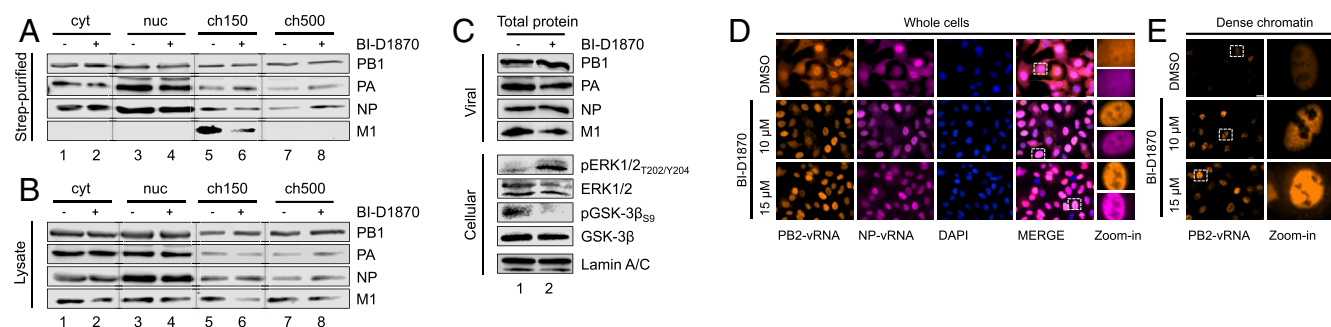 A
cyt nuc ch150 ch500
- + - + - + - + BI-D1870
Strep-purified
PB1
PA
NP
M1
1 2 3 4 5 6 7 8
B
cyt nuc ch150 ch500
- + - + - + - + BI-D1870
Lysate
PB1
PA
NP
M1
1 2 3 4 5 6 7 8
C
Total protein
- + BI-D1870
Viral
PB1
PA
NP
M1
Cellular
pERK1/2T202/Y204
ERK1/2
pGSK-3βS9
GSK-3β
Lamin A/C
1 2
D
Whole cells
DMSO
BI-D1870
10 µM
15 µM
PB2-vRNA NP-vRNA DAPI MERGE Zoom-in
E
Dense chromatin
DMSO
BI-D1870
10 µM
15 µM
PB2-vRNA Zoom-in